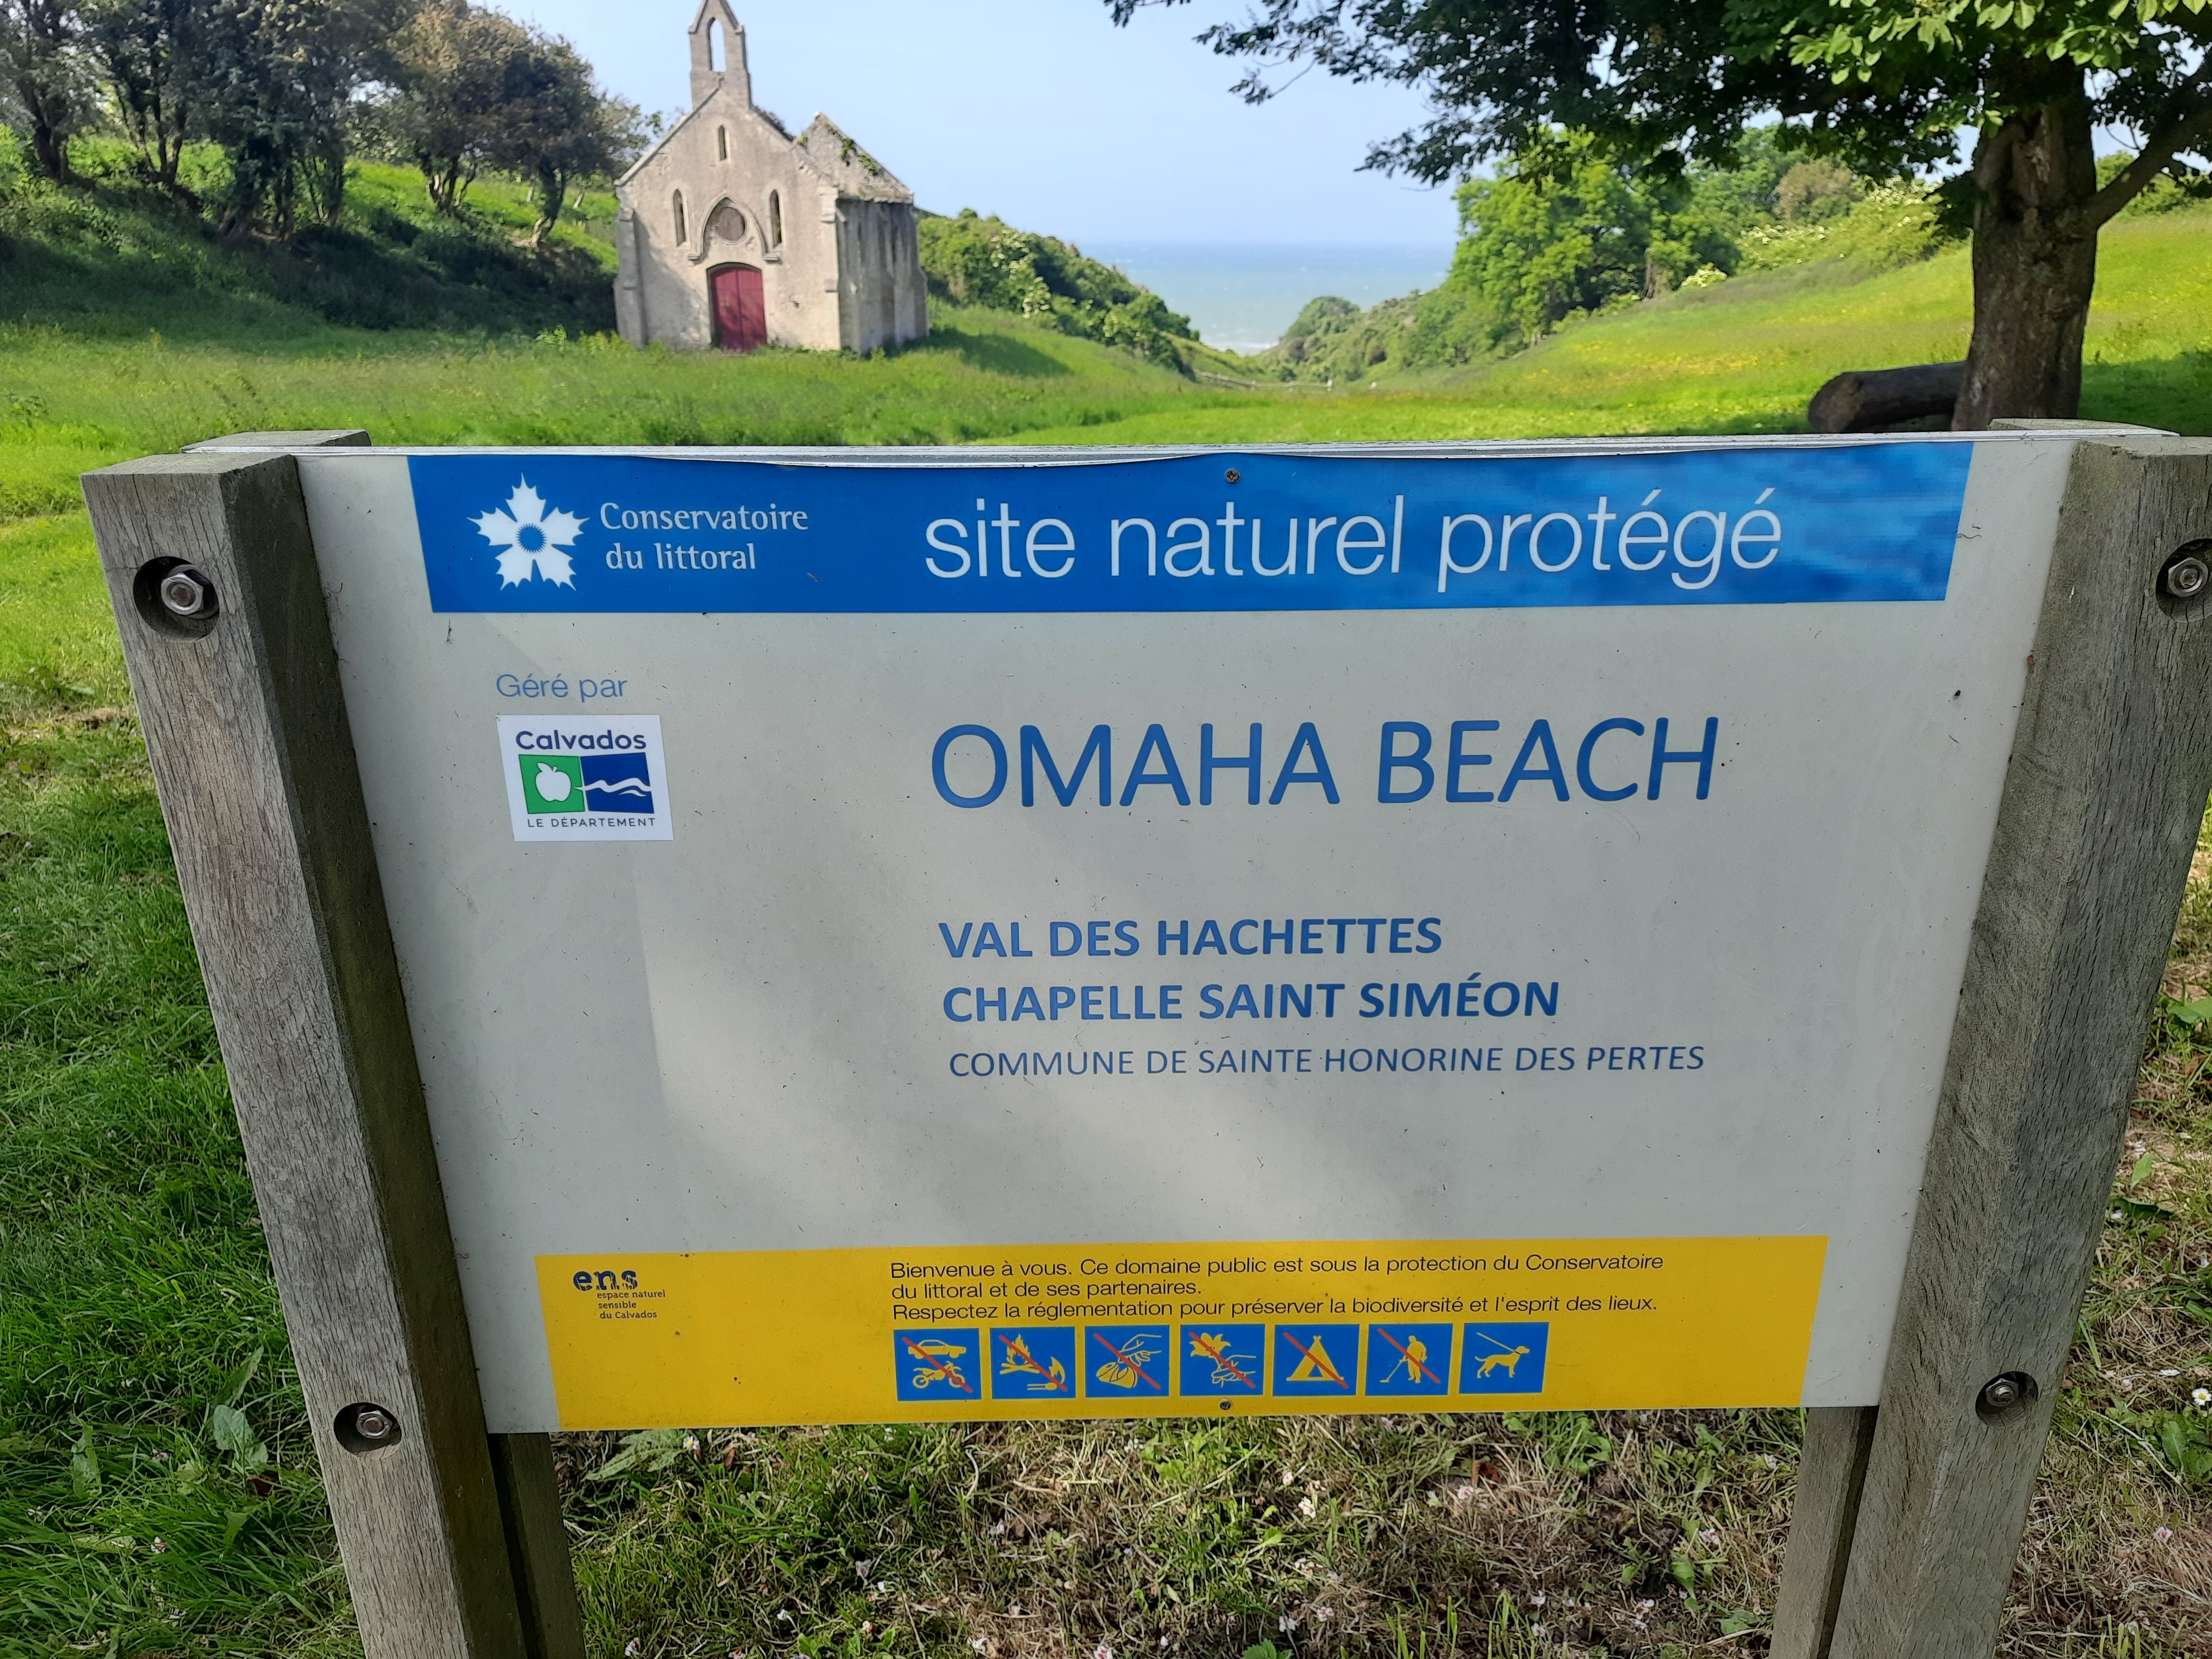 Conservatoire
du littoral
site naturel protégé
Géré par
Calvados
LE DÉPARTEMENT
OMAHA BEACH
VAL DES HACHETTES
CHAPELLE SAINT SIMÉON
COMMUNE DE SAINTE HONORINE DES PERTES
ens
espace naturel
sensible
du Calvados
Bienvenue à vous. Ce domaine public est sous la protection du Conservatoire
du littoral et de ses partenaires.
Respectez la réglementation pour préserver la biodiversité et l'esprit des lieux.